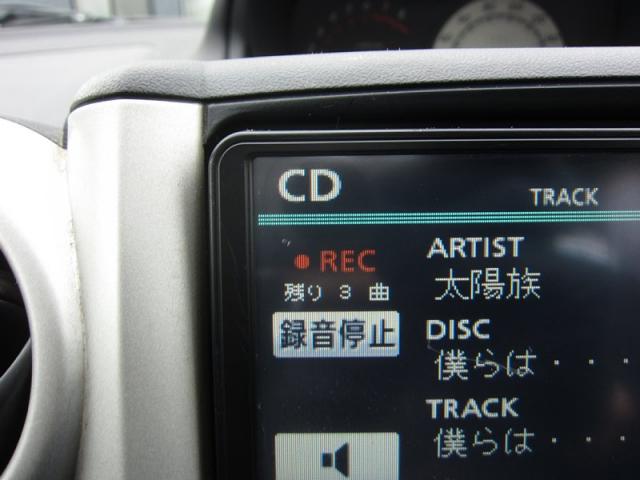 CD
TRACK
● REC
残り 3 曲
録音停止
ARTIST
太陽族
DISC
僕らは・・・
TRACK
僕らは・・・